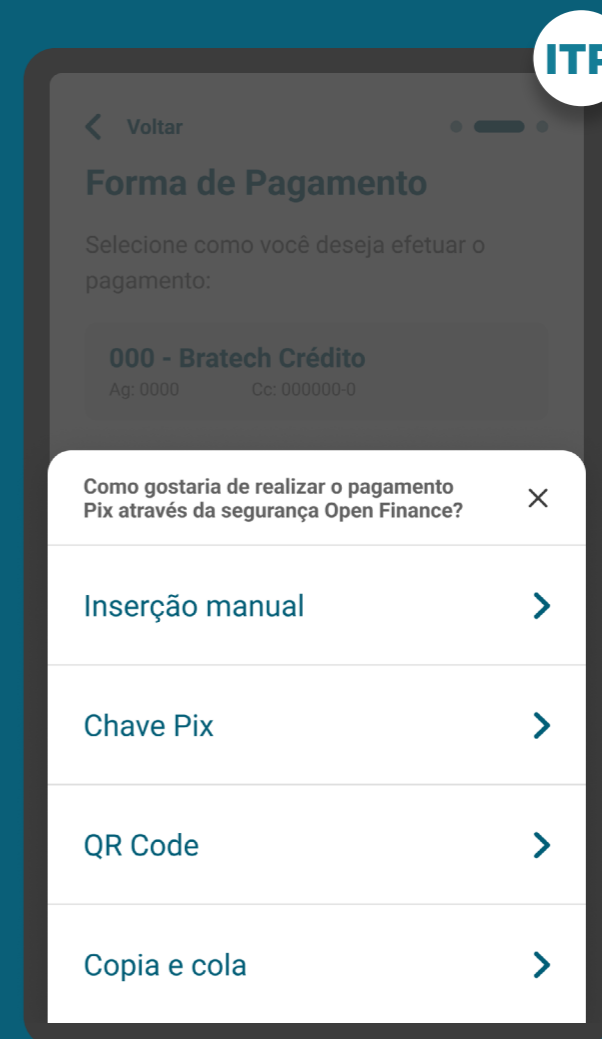 ITP
Voltar
Forma de Pagamento
Selecione como você deseja efetuar o
pagamento:
000 - Bratech Crédito
Ag: 0000 Cc: 000000-0
Como gostaria de realizar o pagamento
Pix através da segurança Open Finance?
Inserção manual
Chave Pix
QR Code
Copia e cola